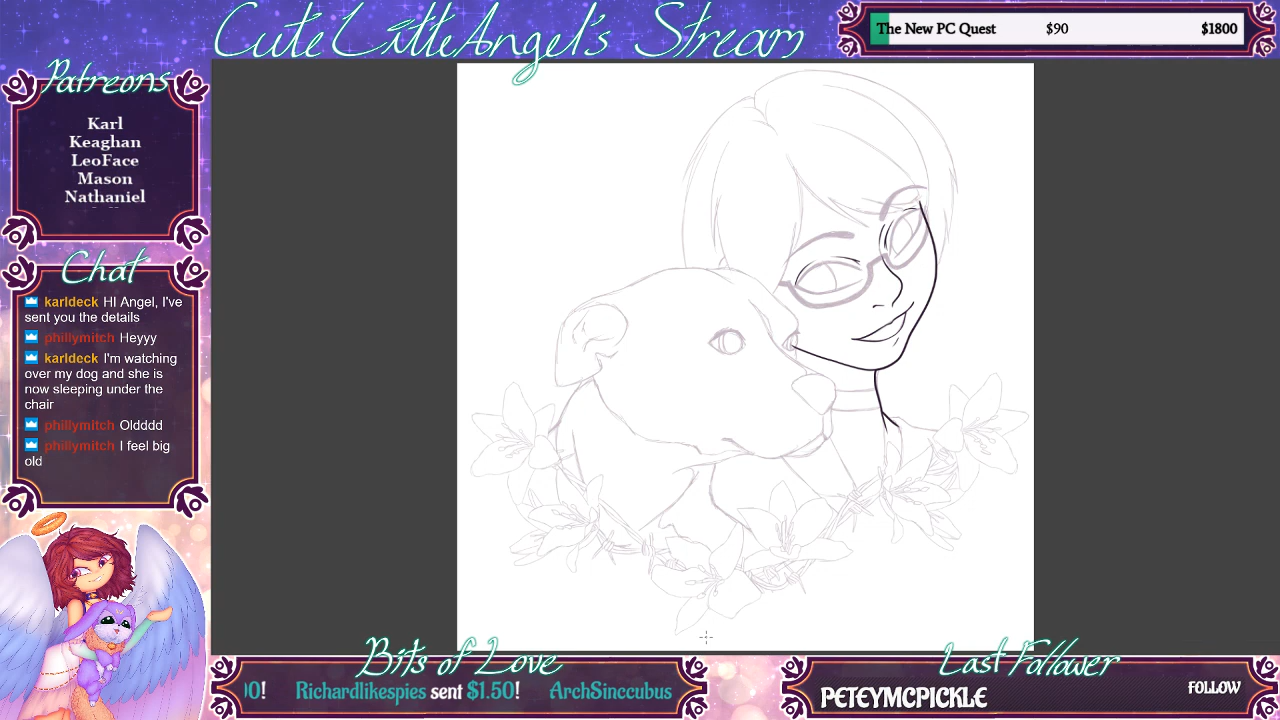 CuteLittleAngel's Stream
The New PC Quest $90 $1800
Patreons
Karl
Keaghan
LeoFace
Mason
Nathaniel
Chat
karldeck HI Angel, I've
sent you the details
phillymitch Heyyy
karldeck I'm watching
over my dog and she is
now sleeping under the
chair
phillymitch Oldddd
phillymitch I feel big
old
Bits of Love
0! Richardlikespies sent $1.50! ArchSinccubus
Last Follower
PETEYMCPICKLE FOLLOW